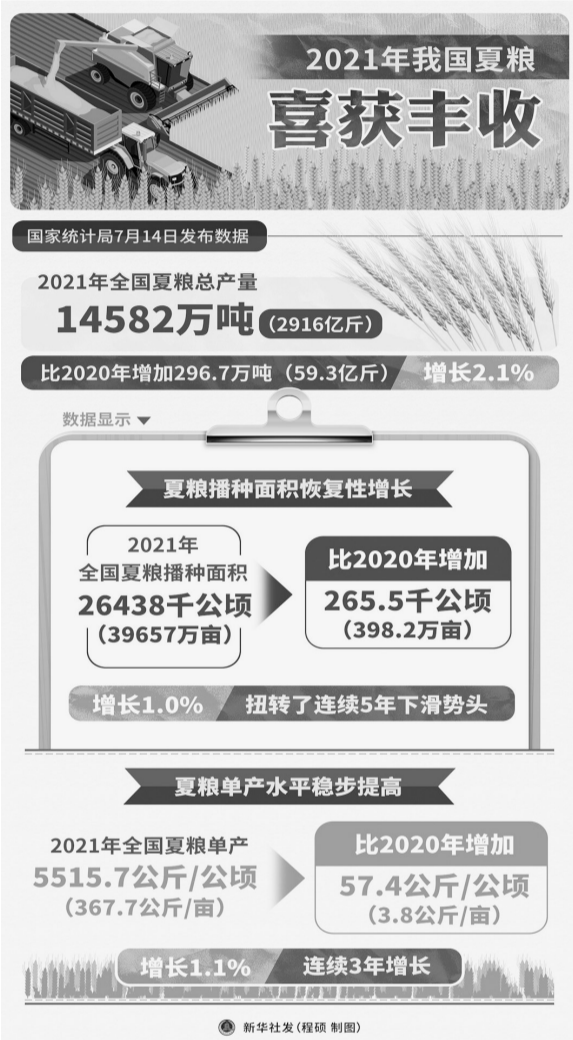 2021年我国夏粮
喜获丰收
国家统计局7月14日发布数据
2021年全国夏粮总产量
14582万吨（2916亿斤）
比2020年增加296.7万吨（59.3亿斤） 增长2.1%
数据显示
夏粮播种面积恢复性增长
2021年
全国夏粮播种面积
26438千公顷
（39657万亩）
比2020年增加
265.5千公顷
（398.2万亩）
增长1.0% 扭转了连续5年下滑势头
夏粮单产水平稳步提高
2021年全国夏粮单产
5515.7公斤/公顷
（367.7公斤/亩）
比2020年增加
57.4公斤/公顷
（3.8公斤/亩）
增长1.1% 连续3年增长
新华社发（程硕 制图）